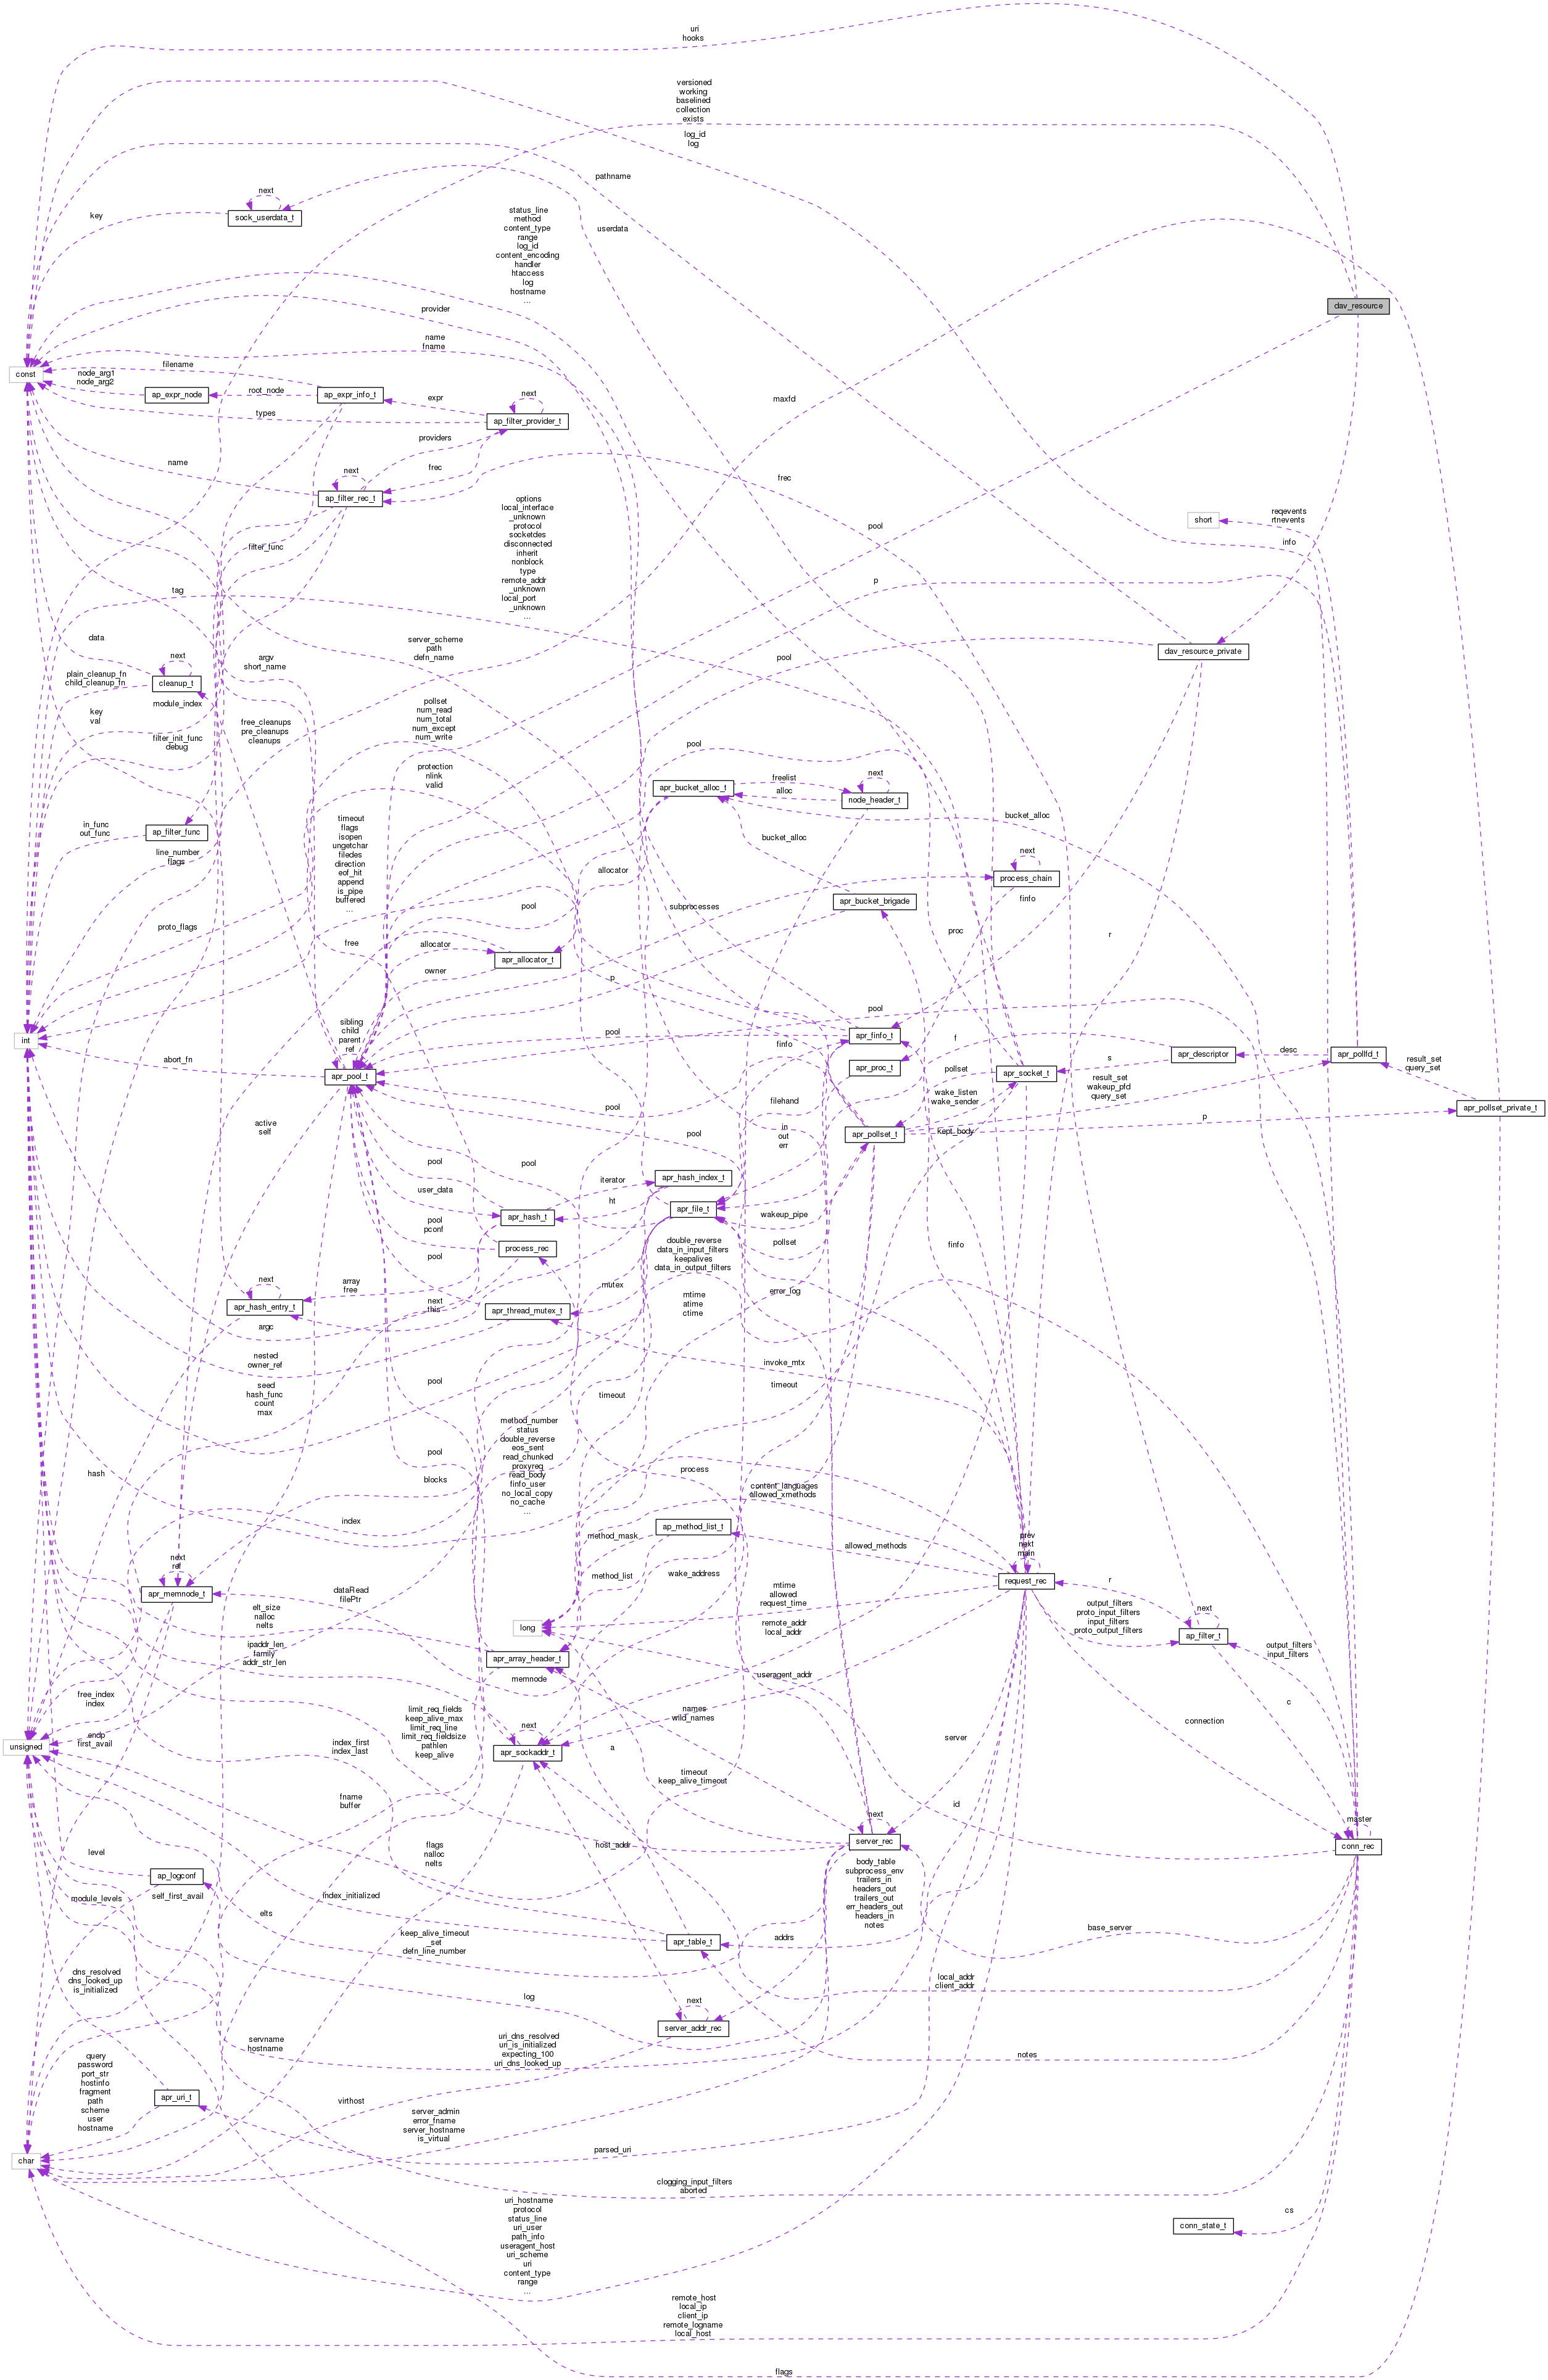 uri
hooks
versioned
working
baselined
collection
exists
log_id
log
pathname
next
sock_userdata_t
key
userdata
status_line
method
content_type
range
log_id
content_encoding
handler
htaccess
log
hostname
...
dav_resource
provider
name
fname
const
filename
node_arg1
node_arg2
ap_expr_node
root_node
ap_expr_info_t
expr
next
ap_filter_provider_t
types
maxfd
providers
name
next
frec
ap_filter_rec_t
frec
options
local_interface
_unknown
protocol
socketdes
disconnected
inherit
nonblock
type
remote_addr
_unknown
local_port
_unknown
...
pool
short
reqevents
rtnevents
info
filter_func
tag
p
data
next
cleanup_t
plain_cleanup_fn
child_cleanup_fn
argv
short_name
server_scheme
path
defn_name
pool
dav_resource_private
key
val
module_index
filter_init_func
debug
free_cleanups
pre_cleanups
cleanups
pollset
num_read
num_total
num_except
num_write
r
pool
protection
nlink
valid
apr_bucket_alloc_t
freelist
alloc
next
node_header_t
bucket_alloc
in_func
out_func
ap_filter_func
timeout
flags
isopen
ungetchar
filedes
direction
eof_hit
append
is_pipe
buffered
...
bucket_alloc
line_number
flags
allocator
next
process_chain
finfo
apr_bucket_brigade
pool
subprocesses
proto_flags
free
allocator
apr_allocator_t
owner
p
proc
int
sibling
child
parent
ref
abort_fn
apr_pool_t
pool
pool
finfo
apr_finfo_t
f
apr_descriptor
desc
apr_pollfd_t
s
apr_proc_t
apr_socket_t
pollset
result_set
wakeup_pfd
query_set
result_set
query_set
wake_listen
wake_sender
p
apr_pollset_private_t
pool
filehand
in
out
err
apr_pollset_t
kept_body
active
self
pool
pool
pool
user_data
iterator
apr_hash_index_t
ht
apr_hash_t
apr_file_t
wakeup_pipe
pollset
pool
pconf
process_rec
double_reverse
data_in_input_filters
keepalives
data_in_output_filters
finfo
pool
array
free
next
apr_hash_entry_t
next
this
apr_thread_mutex_t
mutex
mtime
atime
ctime
error_log
argc
nested
owner_ref
invoke_mtx
seed
hash_func
count
max
pool
timeout
timeout
method_number
status
double_reverse
eos_sent
read_chunked
proxyreq
read_body
finfo_user
no_local_copy
no_cache
...
pool
blocks
process
content_languages
allowed_xmethods
hash
index
ap_method_list_t
method_mask
allowed_methods
prev
next
main
request_rec
next
ref
apr_memnode_t
dataRead
filePtr
method_list
wake_address
mtime
allowed
request_time
r
output_filters
proto_input_filters
input_filters
proto_output_filters
next
ap_filter_t
output_filters
input_filters
elt_size
nalloc
nelts
long
remote_addr
local_addr
ipaddr_len
family
addr_str_len
apr_array_header_t
memnode
useragent_addr
c
free_index
index
names
wild_names
limit_req_fields
keep_alive_max
limit_req_line
limit_req_fieldsize
pathlen
keep_alive
connection
unsigned
endp
first_avail
index_first
index_last
next
apr_sockaddr_t
a
server
timeout
keep_alive_timeout
fname
buffer
id
next
server_rec
master
conn_rec
level
ap_logconf
flags
nalloc
nelts
host_addr
body_table
subprocess_env
trailers_in
headers_out
trailers_out
err_headers_out
headers_in
notes
module_levels
self_first_avail
index_initialized
elts
keep_alive_timeout
_set
defn_line_number
apr_table_t
addrs
base_server
dns_resolved
dns_looked_up
is_initialized
local_addr
client_addr
log
next
server_addr_rec
servname
hostname
uri_dns_resolved
uri_is_initialized
expecting_100
uri_dns_looked_up
notes
query
password
port_str
hostinfo
fragment
path
scheme
user
hostname
apr_uri_t
virthost
server_admin
error_fname
server_hostname
is_virtual
parsed_uri
char
clogging_input_filters
aborted
uri_hostname
protocol
status_line
uri_user
path_info
useragent_host
uri_scheme
uri
content_type
range
...
cs
conn_state_t
remote_host
local_ip
client_ip
remote_logname
local_host
flags